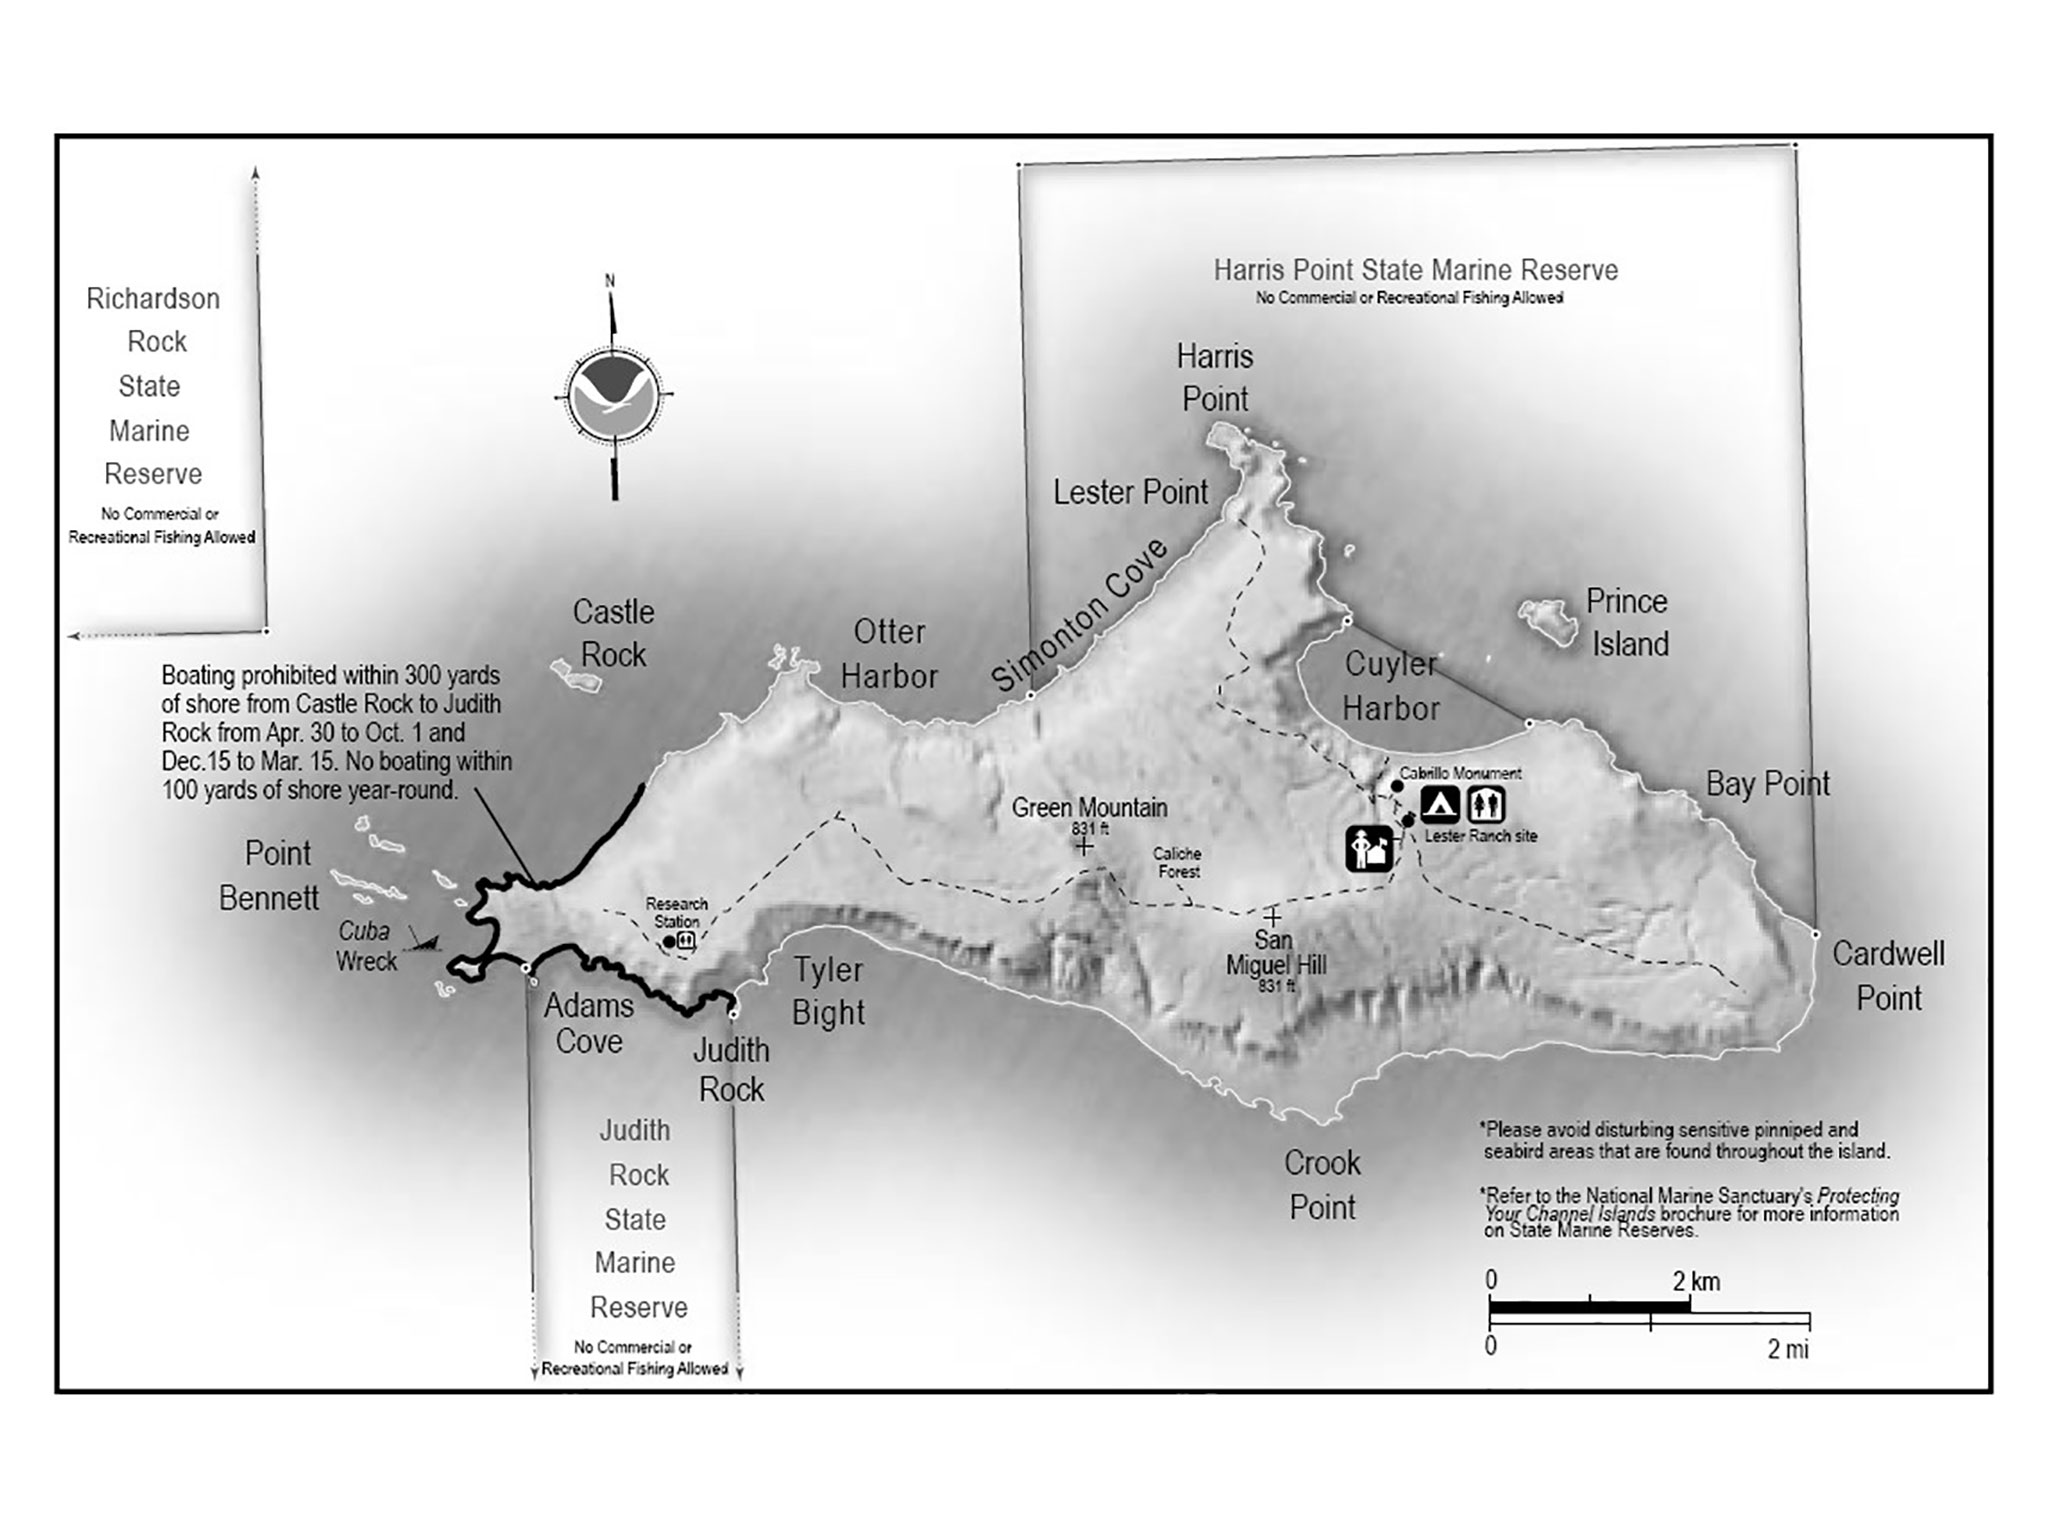 Harris Point State Marine Reserve
No Commercial or Recreational Fishing Allowed
Richardson
Rock
State
Marine
Reserve
No Commercial or
Recreational Fishing Allowed
N
Harris
Point
Lester Point
Simonton Cove
Castle
Rock
Otter
Harbor
Prince
Island
Cuyler
Harbor
Boating prohibited within 300 yards
of shore from Castle Rock to Judith
Rock from Apr. 30 to Oct. 1 and
Dec.15 to Mar. 15. No boating within
100 yards of shore year-round.
Cabrillo Monument
Bay Point
Green Mountain
831 ft
Lester Ranch site
Point
Bennett
Caliche
Forest
Research
Station
Cuba
Wreck
San
Miguel Hill
831 ft
Cardwell
Point
Tyler
Bight
Adams
Cove
Judith
Rock
Judith
Rock
State
Marine
Reserve
No Commercial or
Recreational Fishing Allowed
Crook
Point
*Please avoid disturbing sensitive pinniped and
seabird areas that are found throughout the island.
*Refer to the National Marine Sanctuary's Protecting
Your Channel Islands brochure for more information
on State Marine Reserves.
0 2 km
0 2 mi